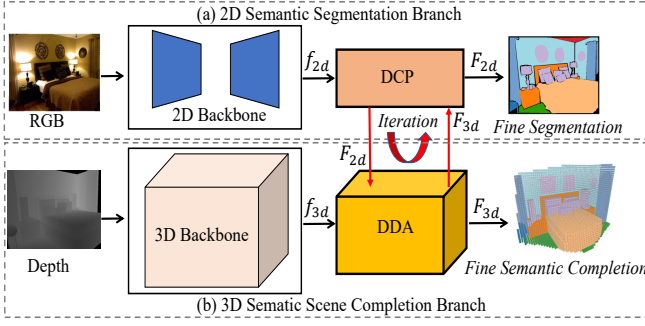 (a) 2D Semantic Segmentation Branch
RGB
2D Backbone
f2d
DCP
F2d
Fine Segmentation
Iteration
F2d
F3d
Depth
3D Backbone
f3d
DDA
F3d
Fine Semantic Completion
(b) 3D Sematic Scene Completion Branch